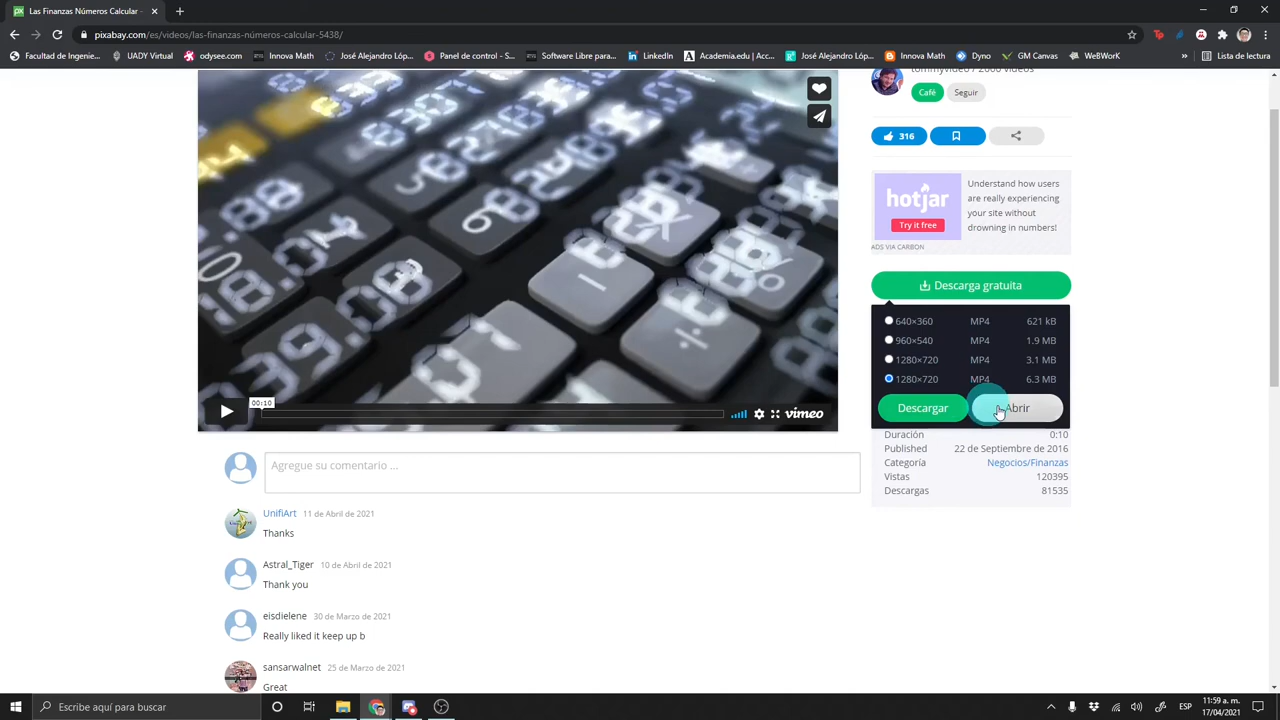 Las Finanzas Números Calcular -
pixabay.com/es/videos/las-finanzas-números-calcular-5438/
Facultad de Ingenie...
UADY Virtual
odysee.com
Innova Math
José Alejandro Ló...
Panel de control - S...
Software Libre para...
LinkedIn
Academia.edu | Acc...
José Alejandro Lóp...
Innova Math
Dyno
GM Canvas
WeBWorK
»
Lista de lectura
tommyvideo / 2600 videos
Café
Seguir
316
hotjar
Try it free
Understand how users
are really experiencing
your site without
drowning in numbers!
ADS VIA CARBON
Descarga gratuita
640×360 MP4 621 kB
960×540 MP4 1.9 MB
1280×720 MP4 3.1 MB
1280×720 MP4 6.3 MB
Descargar
Abrir
Duración 0:10
Published 22 de Septiembre de 2016
Categoría Negocios/Finanzas
Vistas 120395
Descargas 81535
00:10
vimeo
Agregue su comentario ...
UnifiArt 11 de Abril de 2021
Thanks
Astral_Tiger 10 de Abril de 2021
Thank you
eisdielene 30 de Marzo de 2021
Really liked it keep up b
sansarwalnet 25 de Marzo de 2021
Great
Escribe aquí para buscar
ESP
11:59 a. m.
17/04/2021